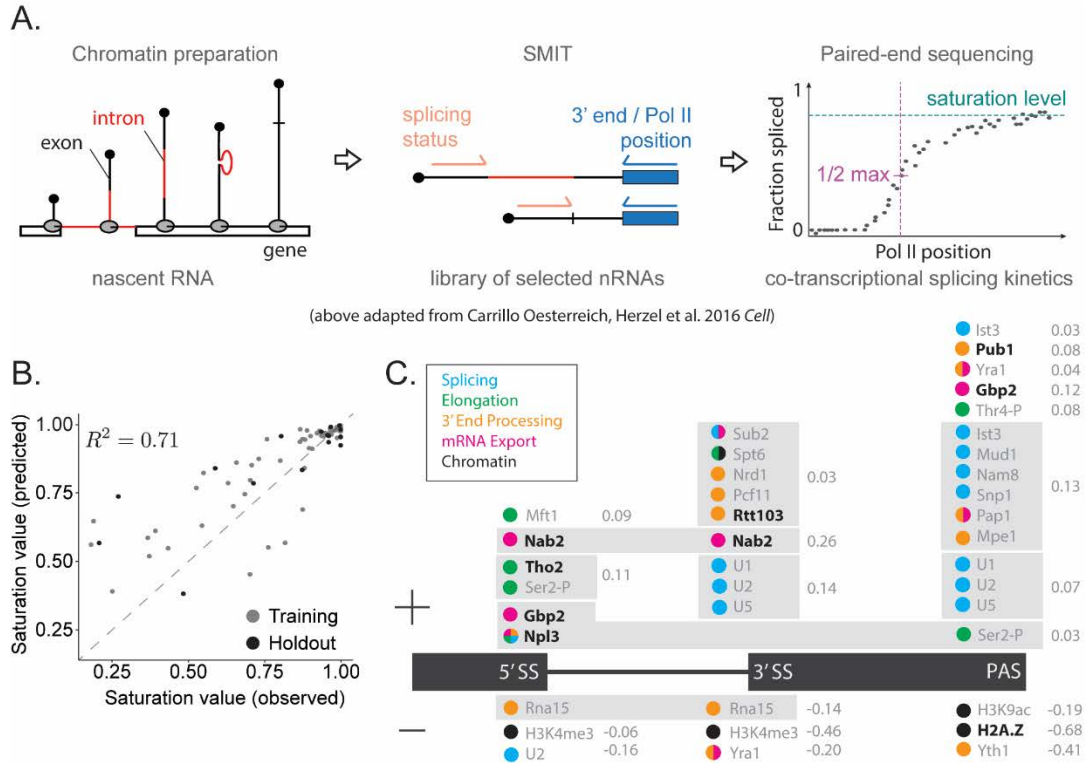 A.
Chromatin preparation
exon
intron
gene
nascent RNA
SMIT
splicing
status
3' end / Pol II
position
library of selected nRNAs
Paired-end sequencing
1
saturation level
Fraction spliced
1/2 max
0
Pol II position
co-transcriptional splicing kinetics
(above adapted from Carrillo Oesterreich, Herzel et al. 2016 Cell)
B.
R² = 0.71
Saturation value (predicted)
1.00
0.75
0.50
0.25
Training
Holdout
0.25 0.50 0.75 1.00
Saturation value (observed)
C.
Splicing
Elongation
3' End Processing
mRNA Export
Chromatin
+
Mft1 0.09
Nab2
Tho2
Ser2-P
0.11
Gbp2
Npl3
Sub2
Spt6
Nrd1
Pcf11
Rtt103
0.03
Nab2 0.26
U1
U2
U5
0.14
Ist3 0.03
Pub1 0.08
Yra1 0.04
Gbp2 0.12
Thr4-P 0.08
Ist3
Mud1
Nam8
Snp1
Pap1
Mpe1
0.13
U1
U2
U5
0.07
Ser2-P 0.03
5' SS 3' SS PAS
−
Rna15
H3K4me3 -0.06
U2 -0.16
Rna15 -0.14
H3K4me3 -0.46
Yra1 -0.20
H3K9ac -0.19
H2A.Z -0.68
Yth1 -0.41